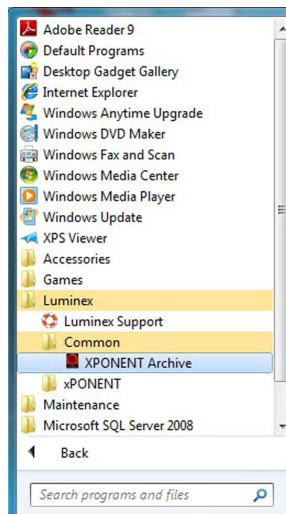 Adobe Reader 9
Default Programs
Desktop Gadget Gallery
Internet Explorer
Windows Anytime Upgrade
Windows DVD Maker
Windows Fax and Scan
Windows Media Center
Windows Media Player
Windows Update
XPS Viewer
Accessories
Games
Luminex
Luminex Support
Common
XPONENT Archive
xPONENT
Maintenance
Microsoft SQL Server 2008
Back
Search programs and files